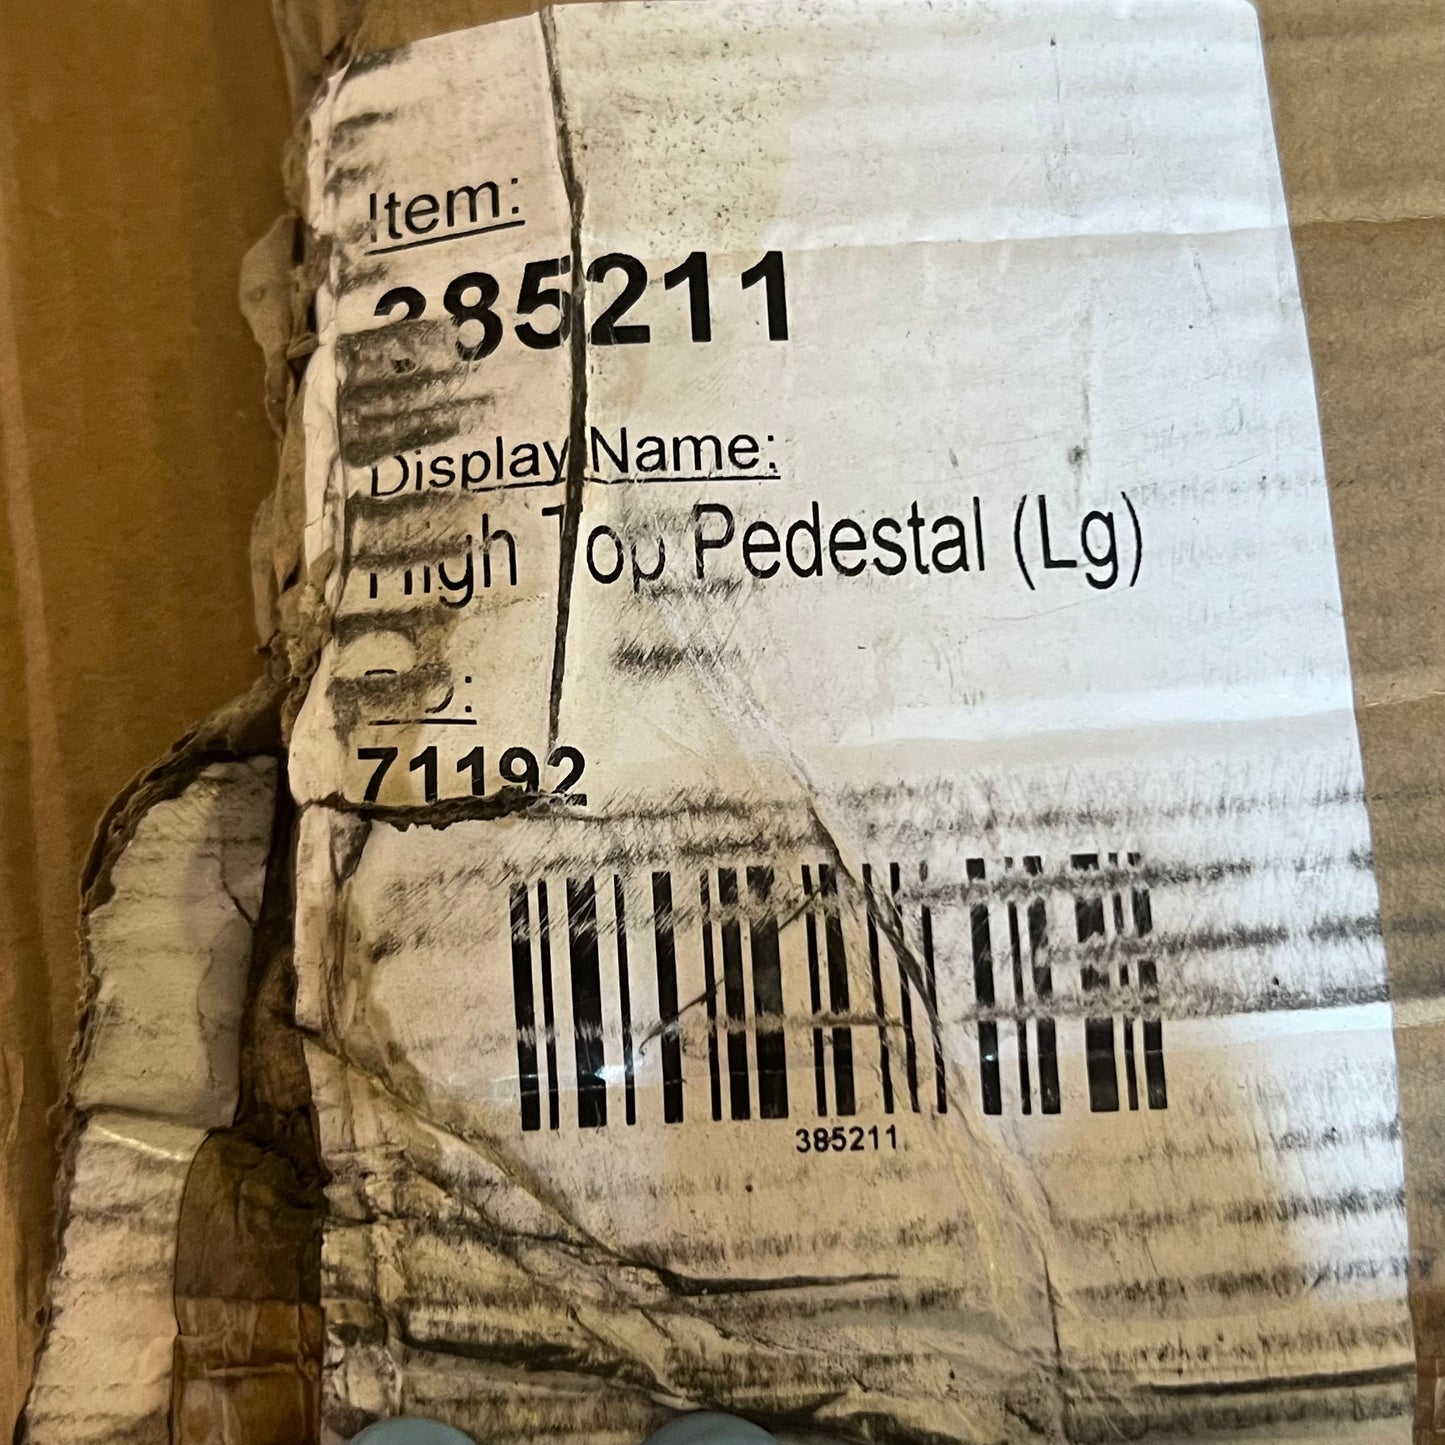 Item:
385211
Display Name:
High Top Pedestal (Lg)
71192
385211